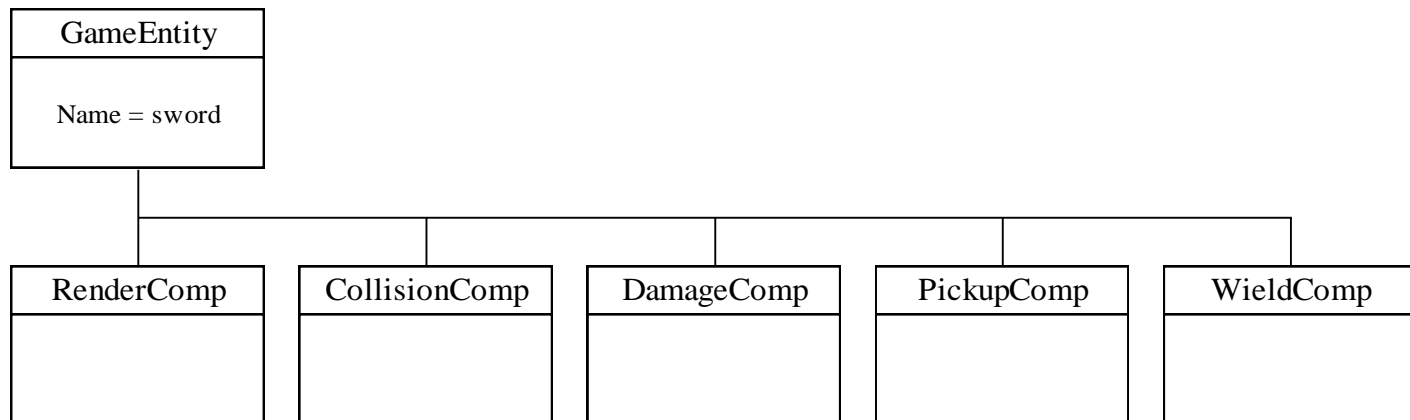 GameEntity
Name = sword
RenderComp
CollisionComp
DamageComp
PickupComp
WieldComp